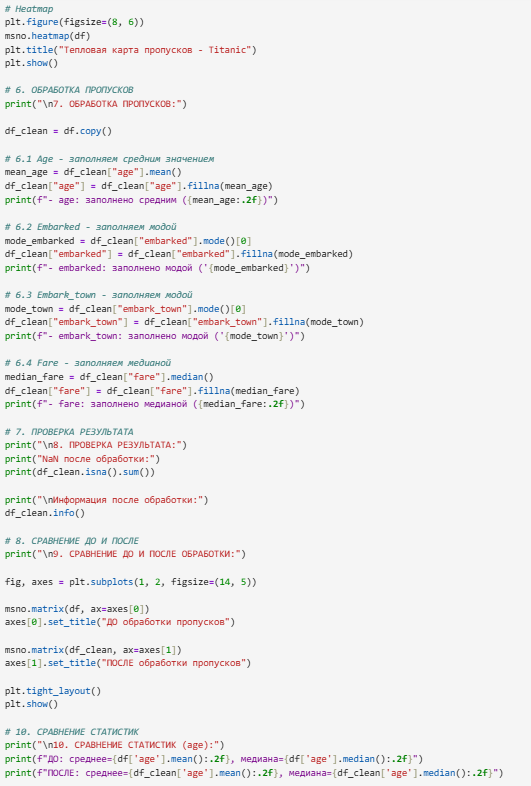 # Heatmap
plt.figure(figsize=(8, 6))
msno.heatmap(df)
plt.title("Тепловая карта пропусков - Titanic")
plt.show()
# 6. ОБРАБОТКА ПРОПУСКОВ
print("\n7. ОБРАБОТКА ПРОПУСКОВ:")
df_clean = df.copy()
# 6.1 Age - заполняем средним значением
mean_age = df_clean["age"].mean()
df_clean["age"] = df_clean["age"].fillna(mean_age)
print(f"- age: заполнено средним ({mean_age:.2f})")
# 6.2 Embarked - заполняем модой
mode_embarked = df_clean["embarked"].mode()[0]
df_clean["embarked"] = df_clean["embarked"].fillna(mode_embarked)
print(f"- embarked: заполнено модой ('{mode_embarked}')")
# 6.3 Embark_town - заполняем модой
mode_town = df_clean["embark_town"].mode()[0]
df_clean["embark_town"] = df_clean["embark_town"].fillna(mode_town)
print(f"- embark_town: заполнено модой ('{mode_town}')")
# 6.4 Fare - заполняем медианой
median_fare = df_clean["fare"].median()
df_clean["fare"] = df_clean["fare"].fillna(median_fare)
print(f"- fare: заполнено медианой ({median_fare:.2f})")
# 7. ПРОВЕРКА РЕЗУЛЬТАТА
print("\n8. ПРОВЕРКА РЕЗУЛЬТАТА:")
print("NaN после обработки:")
print(df_clean.isna().sum())
print("\nИнформация после обработки:")
df_clean.info()
# 8. СРАВНЕНИЕ ДО И ПОСЛЕ
print("\n9. СРАВНЕНИЕ ДО И ПОСЛЕ ОБРАБОТКИ:")
fig, axes = plt.subplots(1, 2, figsize=(14, 5))
msno.matrix(df, ax=axes[0])
axes[0].set_title("ДО обработки пропусков")
msno.matrix(df_clean, ax=axes[1])
axes[1].set_title("ПОСЛЕ обработки пропусков")
plt.tight_layout()
plt.show()
# 10. СРАВНЕНИЕ СТАТИСТИК
print("\n10. СРАВНЕНИЕ СТАТИСТИК (age):")
print(f"ДО: среднее={df['age'].mean():.2f}, медиана={df['age'].median():.2f}")
print(f"ПОСЛЕ: среднее={df_clean['age'].mean():.2f}, медиана={df_clean['age'].median():.2f}")